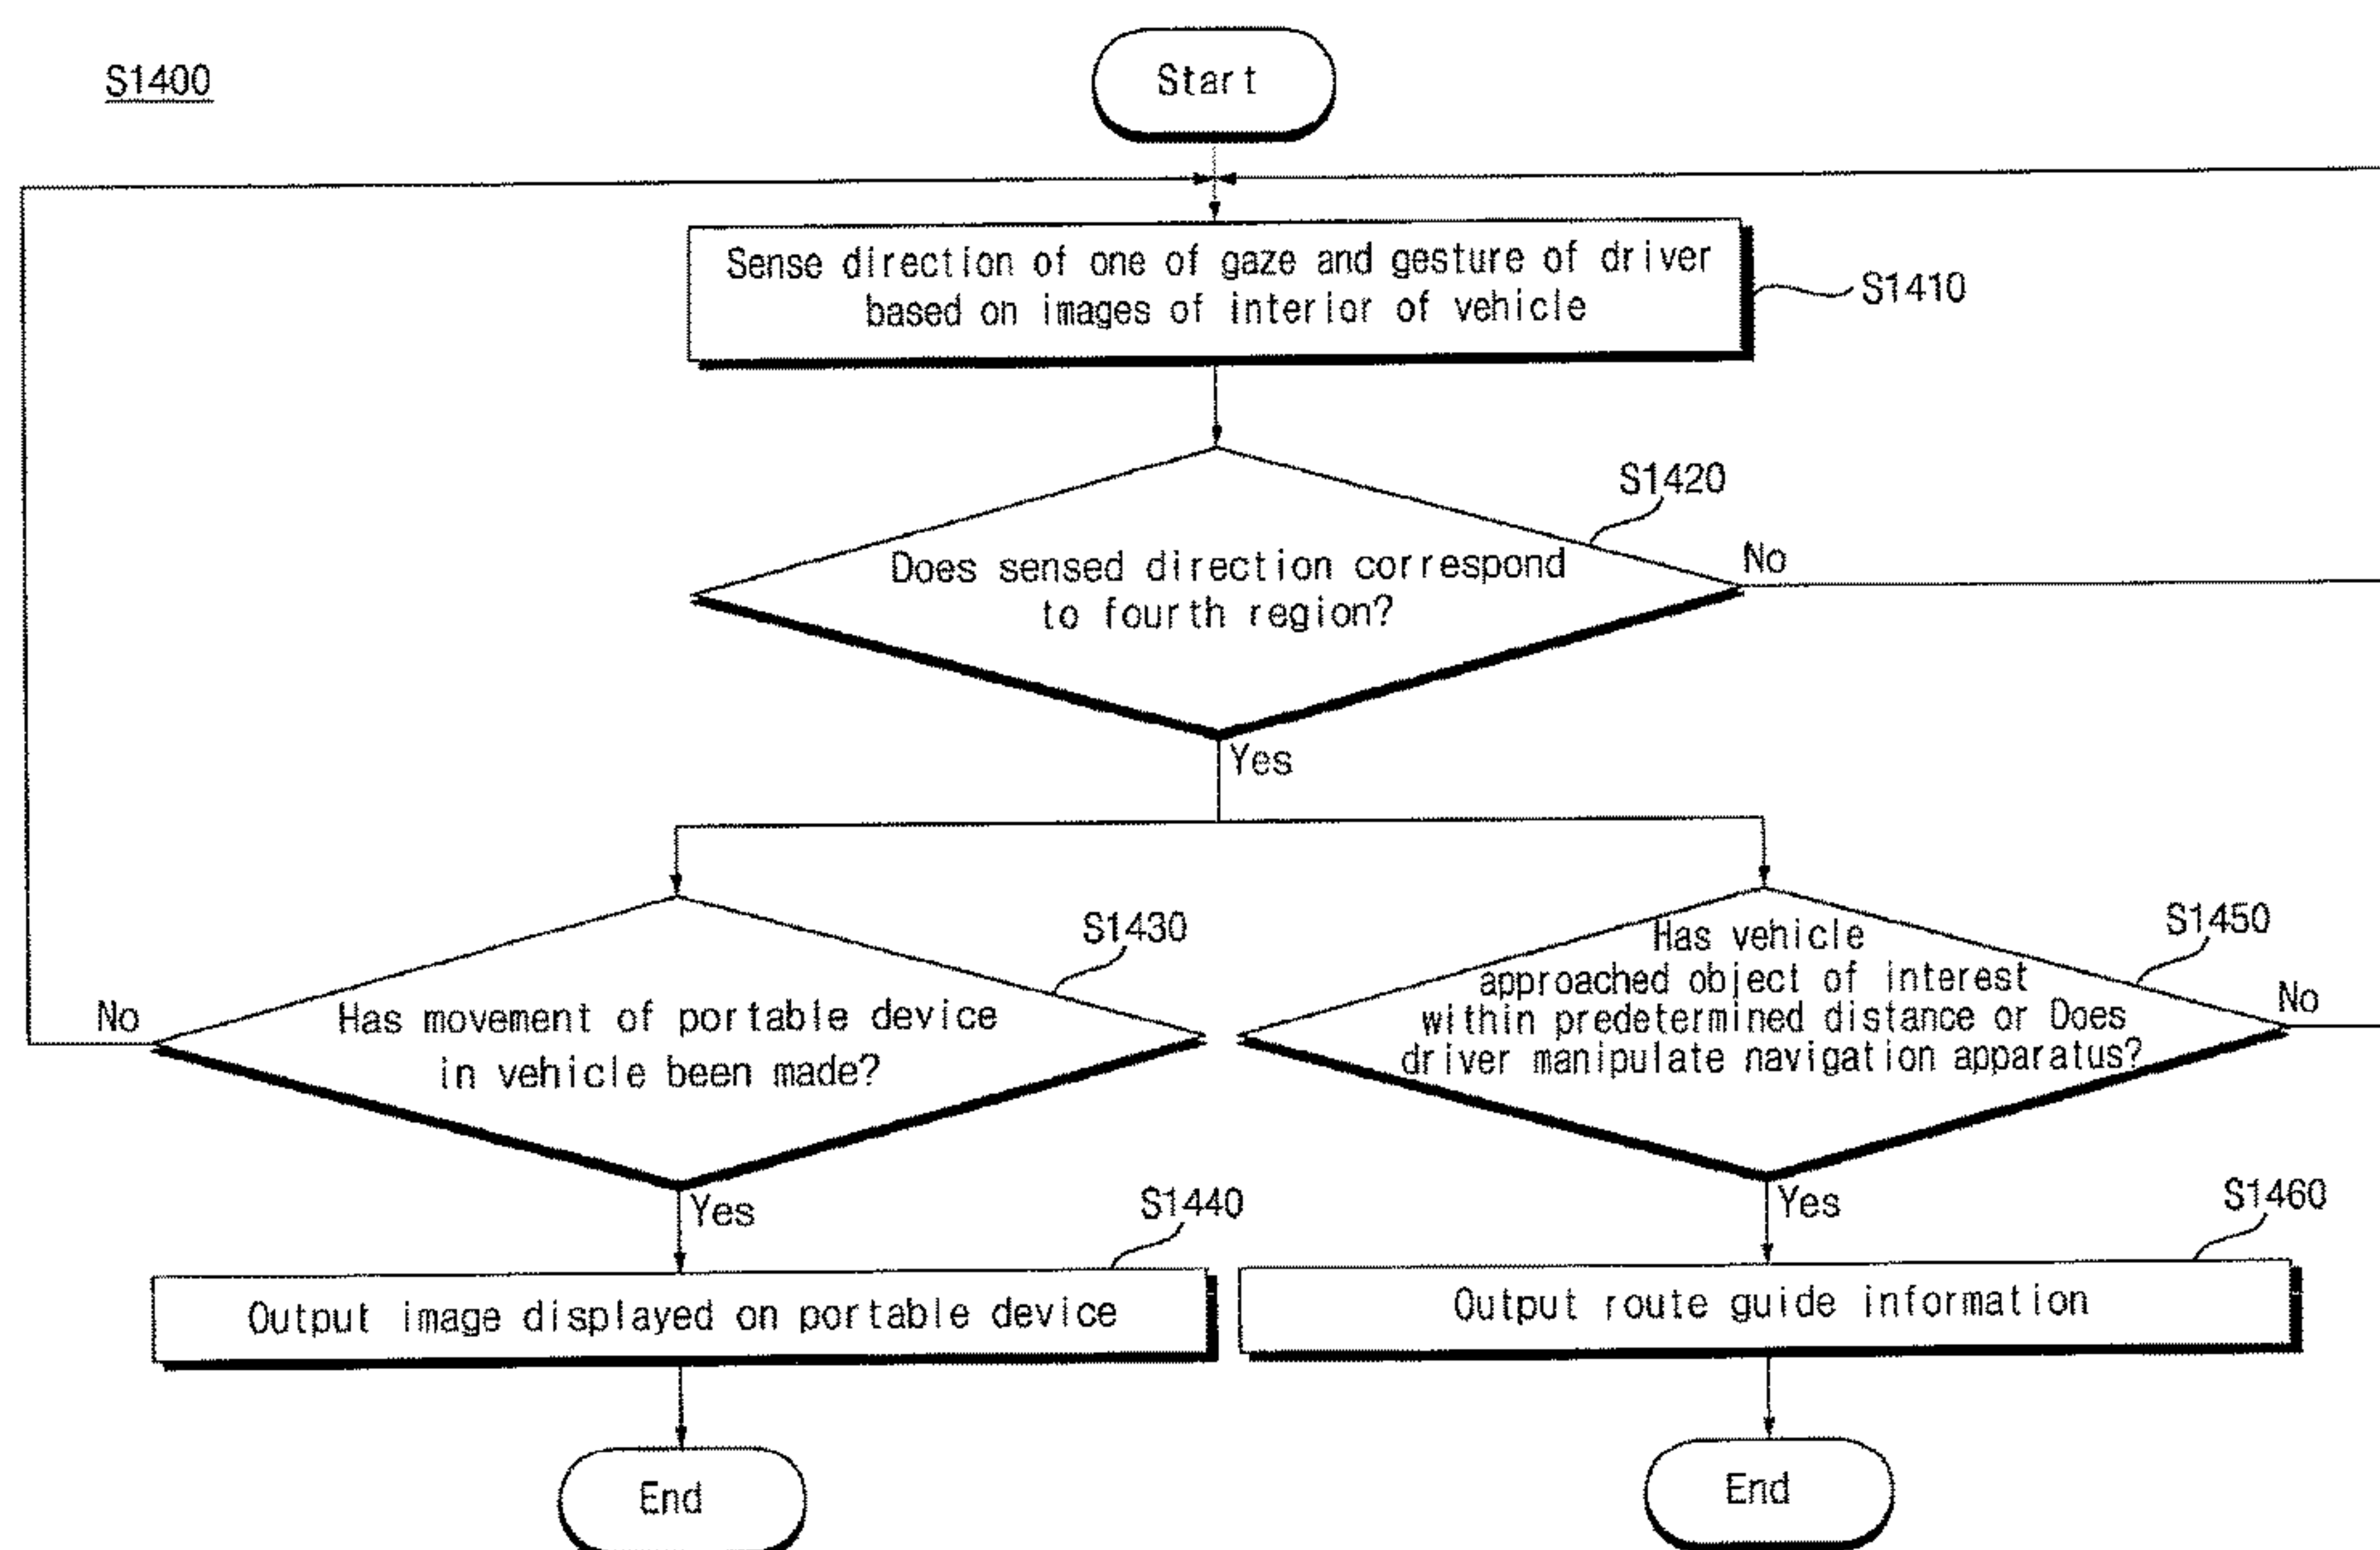 S1400
Start
Sense direction of one of gaze and gesture of driver
based on images of interior of vehicle
S1410
S1420
Does sensed direction correspond
to fourth region?
No
Yes
S1430
Has movement of portable device
in vehicle been made?
No
Yes
S1450
Has vehicle
approached object of interest
within predetermined distance or Does
driver manipulate navigation apparatus?
No
Yes
S1440
Output image displayed on portable device
S1460
Output route guide information
End
End